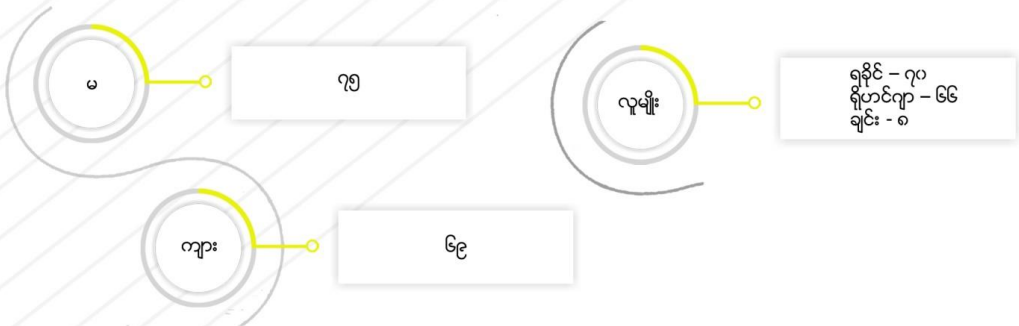 မ
၇၅
ကျား
၆၉
လူမျိုး
ရခိုင် – ၇၀
ရိုဟင်ဂျာ – ၆၆
ချင်း - ၈